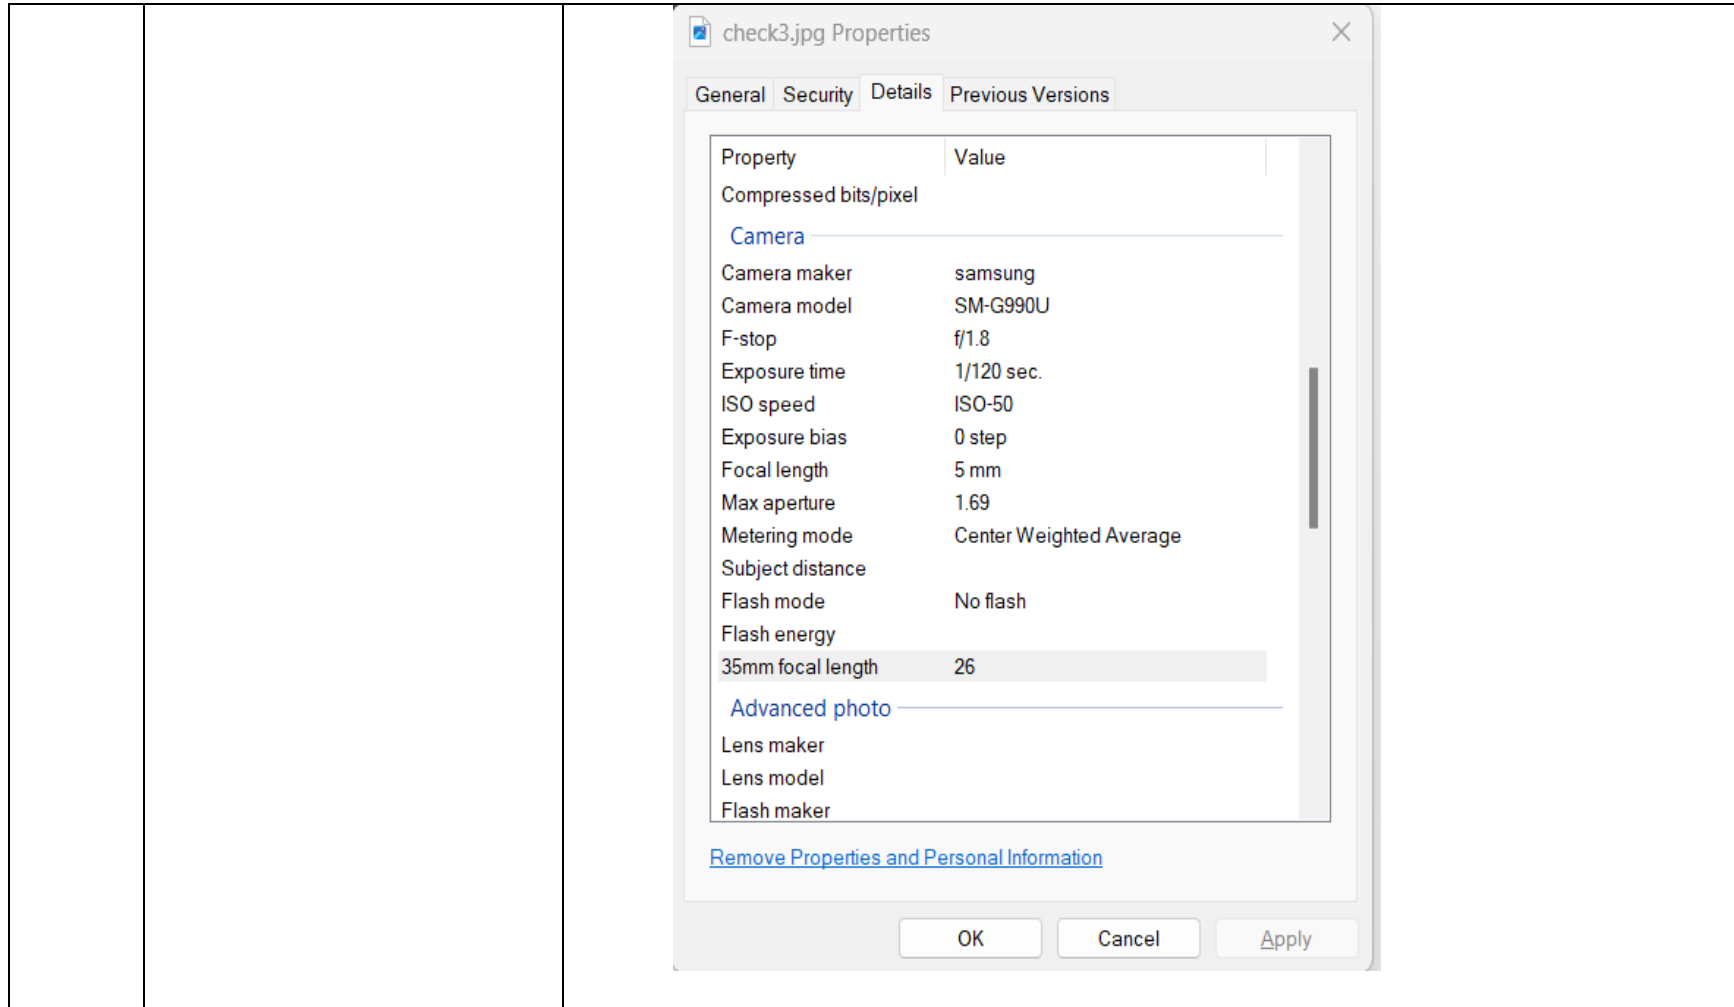 check3.jpg Properties
General Security Details Previous Versions
Property Value
Compressed bits/pixel
Camera
Camera maker samsung
Camera model SM-G990U
F-stop f/1.8
Exposure time 1/120 sec.
ISO speed ISO-50
Exposure bias 0 step
Focal length 5 mm
Max aperture 1.69
Metering mode Center Weighted Average
Subject distance
Flash mode No flash
Flash energy
35mm focal length 26
Advanced photo
Lens maker
Lens model
Flash maker
Remove Properties and Personal Information
OK Cancel Apply